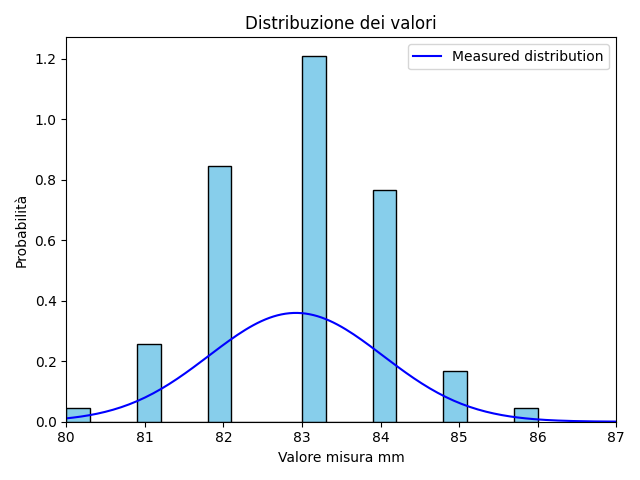 Distribuzione dei valori
Measured distribution
Probabilità
1.2
1.0
0.8
0.6
0.4
0.2
0.0
80 81 82 83 84 85 86 87
Valore misura mm